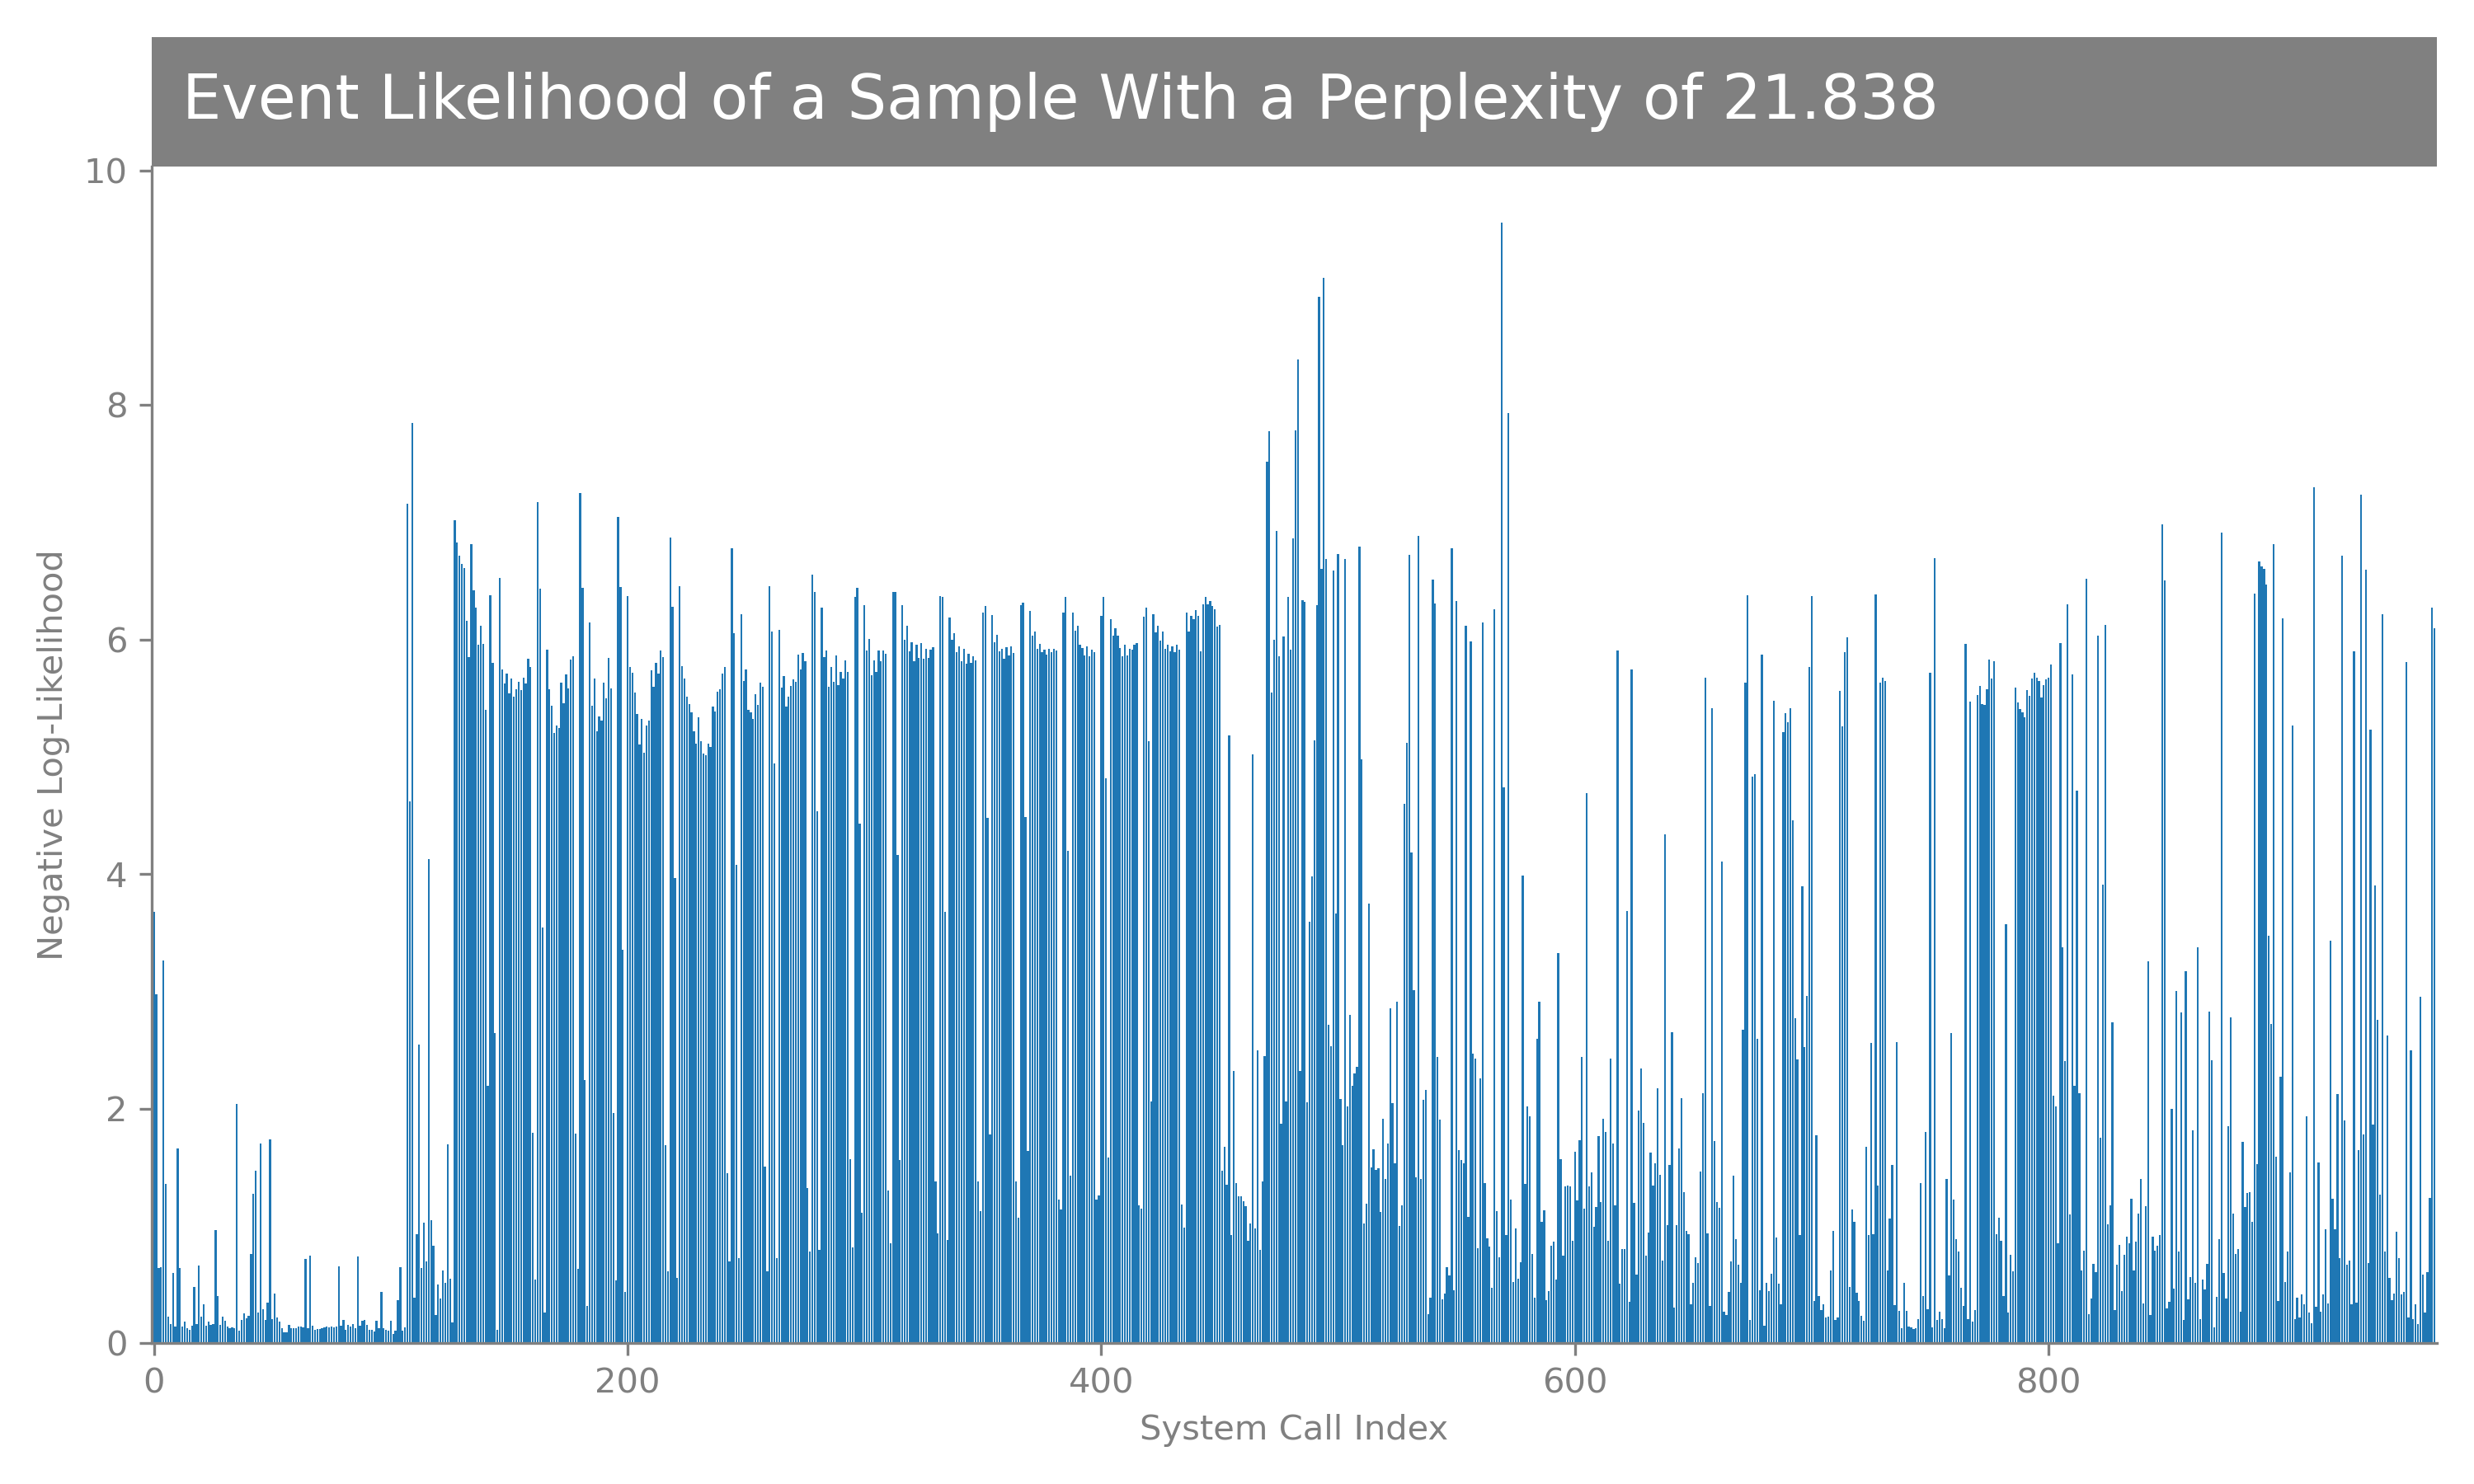 Event Likelihood of a Sample With a Perplexity of 21.838
10
8
6
4
2
0
Negative Log-Likelihood
0 200 400 600 800
System Call Index